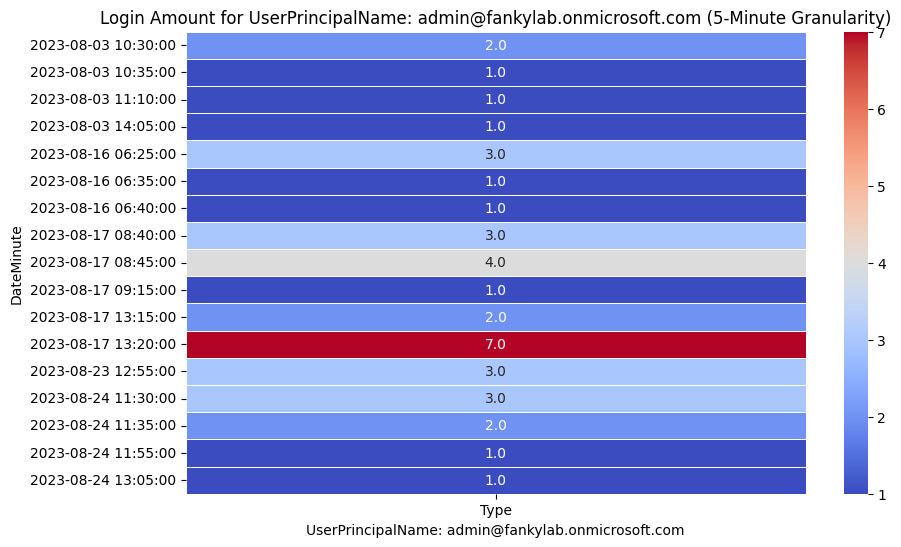 Login Amount for UserPrincipalName: admin@fankylab.onmicrosoft.com (5-Minute Granularity)
DateMinute
2023-08-03 10:30:00 2.0
2023-08-03 10:35:00 1.0
2023-08-03 11:10:00 1.0
2023-08-03 14:05:00 1.0
2023-08-16 06:25:00 3.0
2023-08-16 06:35:00 1.0
2023-08-16 06:40:00 1.0
2023-08-17 08:40:00 3.0
2023-08-17 08:45:00 4.0
2023-08-17 09:15:00 1.0
2023-08-17 13:15:00 2.0
2023-08-17 13:20:00 7.0
2023-08-23 12:55:00 3.0
2023-08-24 11:30:00 3.0
2023-08-24 11:35:00 2.0
2023-08-24 11:55:00 1.0
2023-08-24 13:05:00 1.0
Type
UserPrincipalName: admin@fankylab.onmicrosoft.com
7
6
5
4
3
2
1